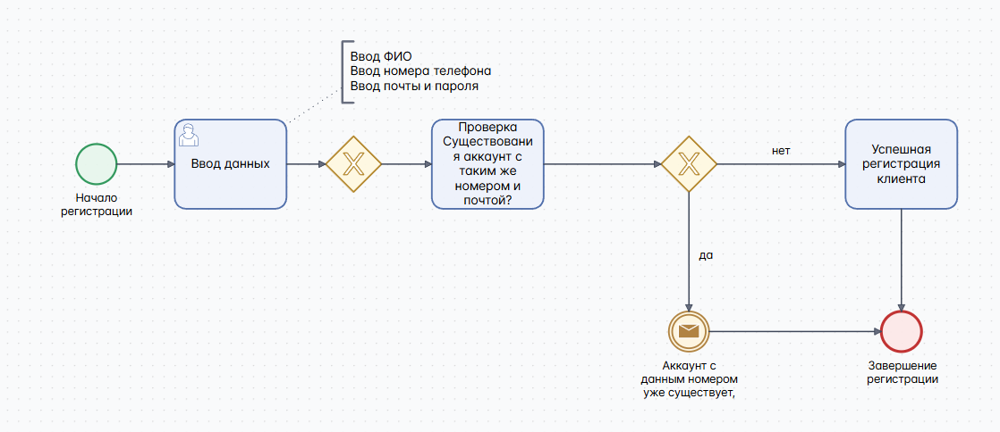 Ввод ФИО
Ввод номера телефона
Ввод почты и пароля
Начало
регистрации
Ввод данных
Проверка
Существовани
я аккаунт с
таким же
номером и
почтой?
нет
Успешная
регистрация
клиента
да
Аккаунт с
данным номером
уже существует,
Завершение
регистрации